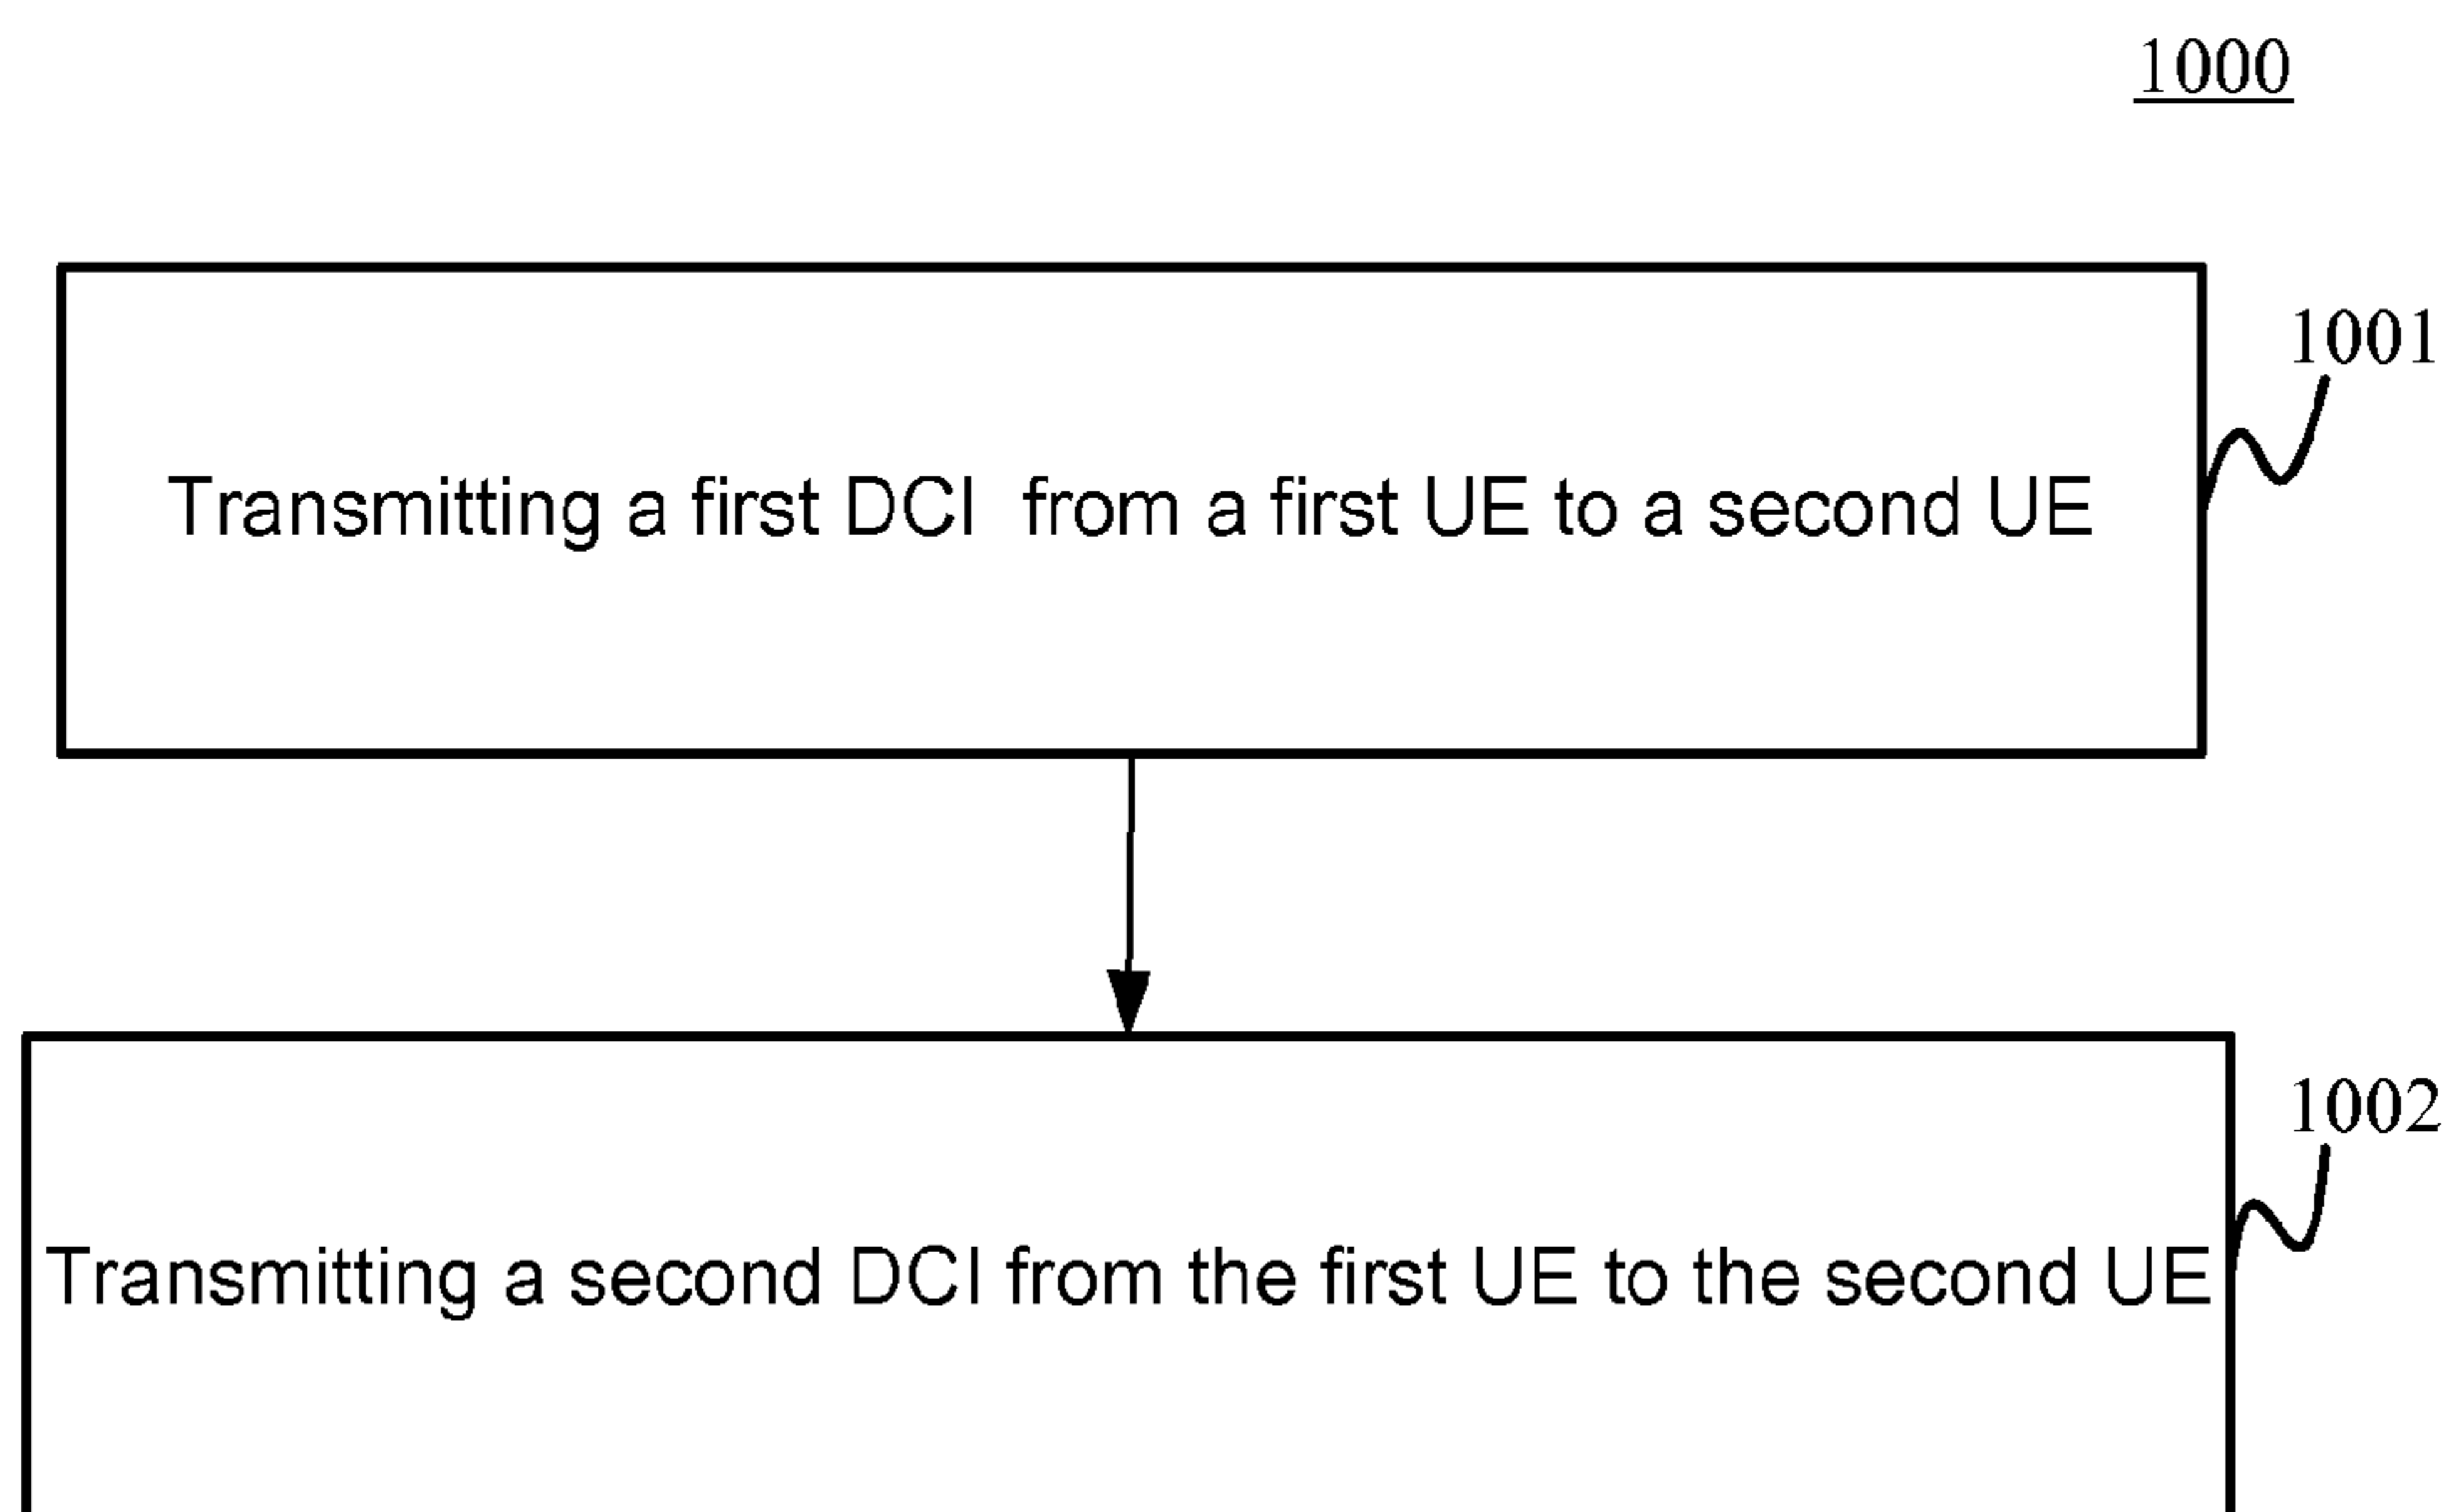 1000
1001
Transmitting a first DCI from a first UE to a second UE
1002
Transmitting a second DCI from the first UE to the second UE